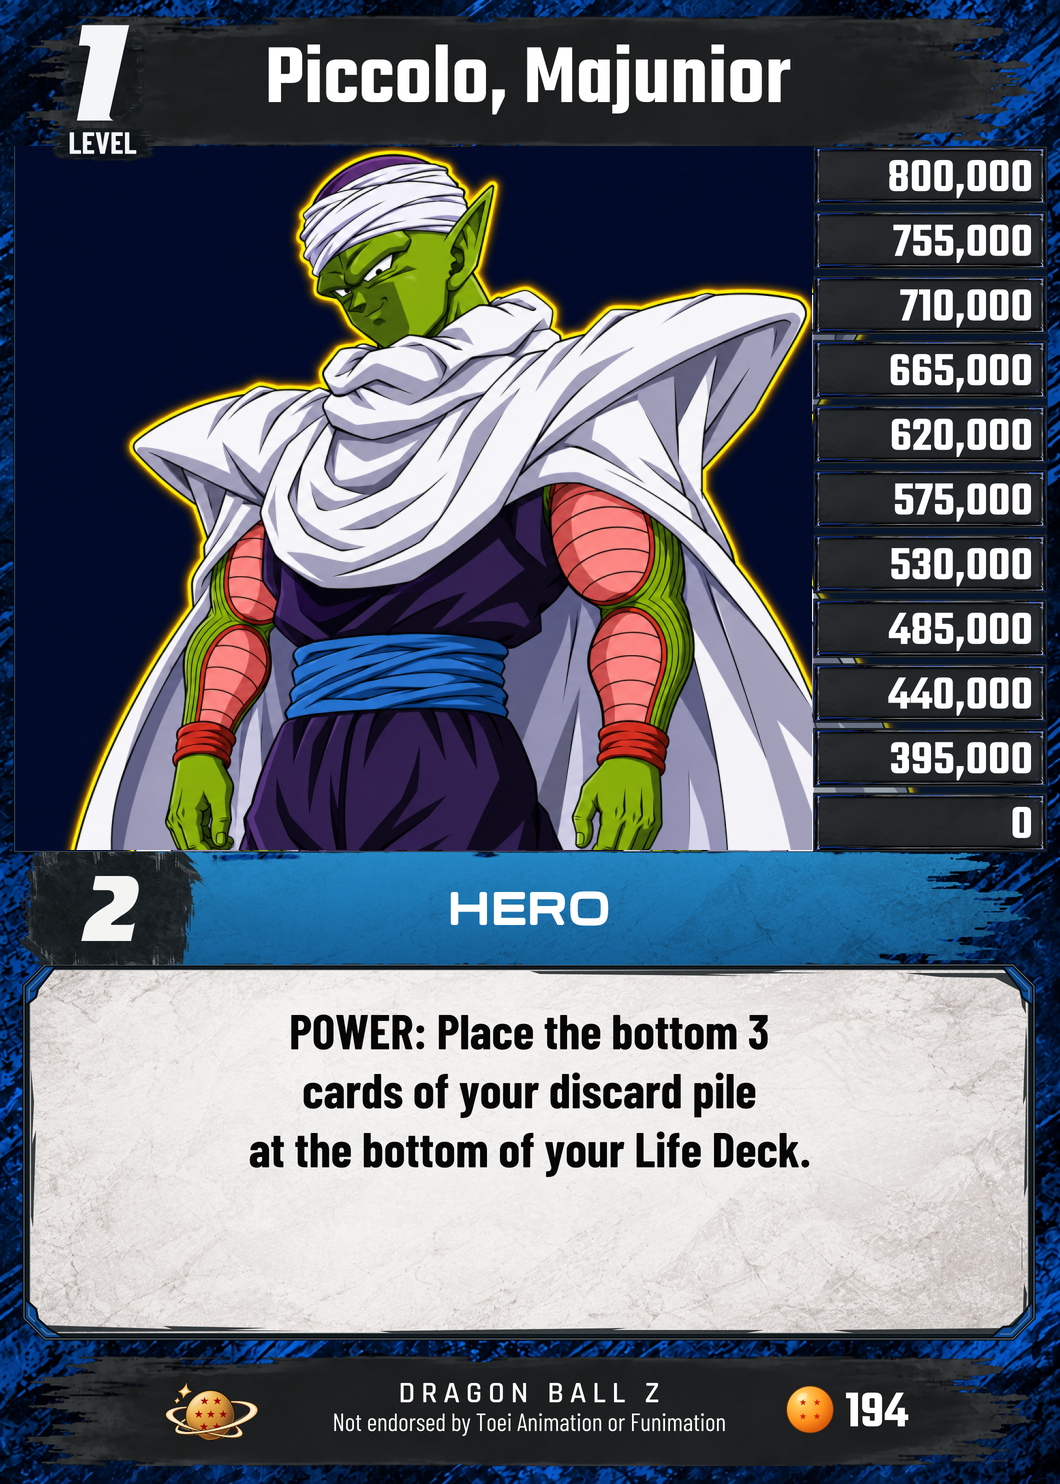 1
LEVEL
Piccolo, Majunior
800,000
755,000
710,000
665,000
620,000
575,000
530,000
485,000
440,000
395,000
0
2
HERO
POWER: Place the bottom 3
cards of your discard pile
at the bottom of your Life Deck.
DRAGON BALL Z
Not endorsed by Toei Animation or Funimation
194